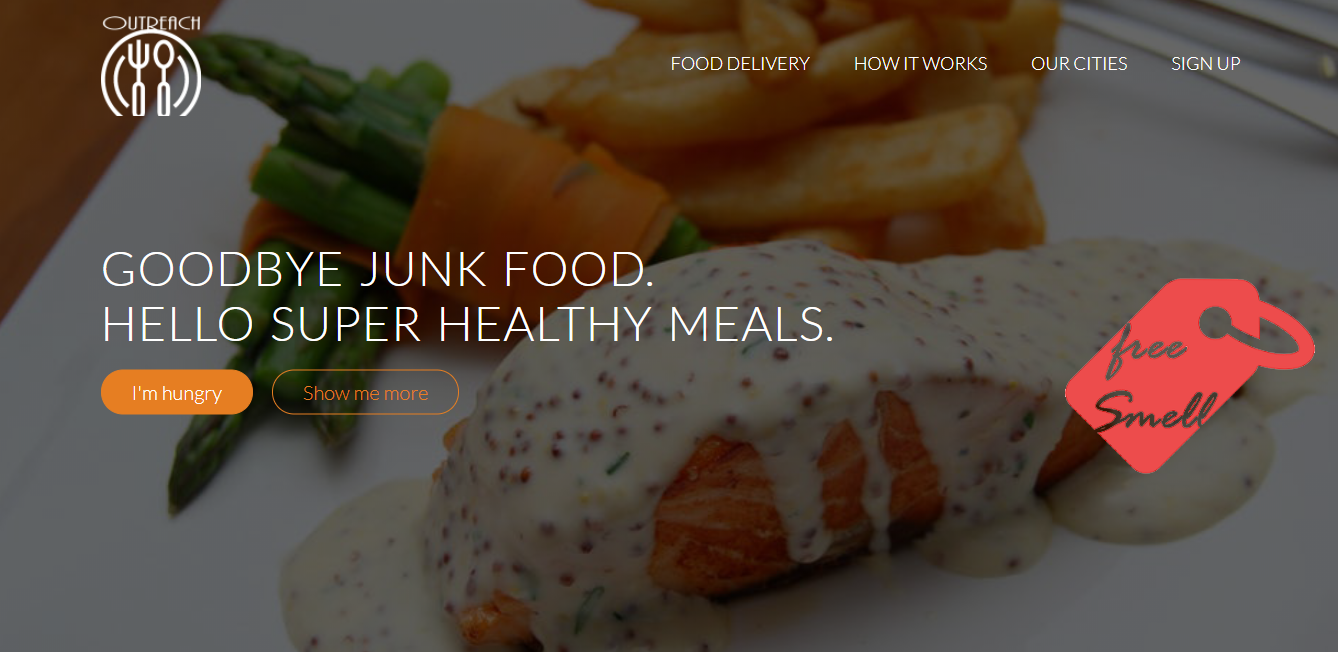 OUTREACH
FOOD DELIVERY HOW IT WORKS OUR CITIES SIGN UP
GOODBYE JUNK FOOD.
HELLO SUPER HEALTHY MEALS.
I'm hungry Show me more
free
Smell